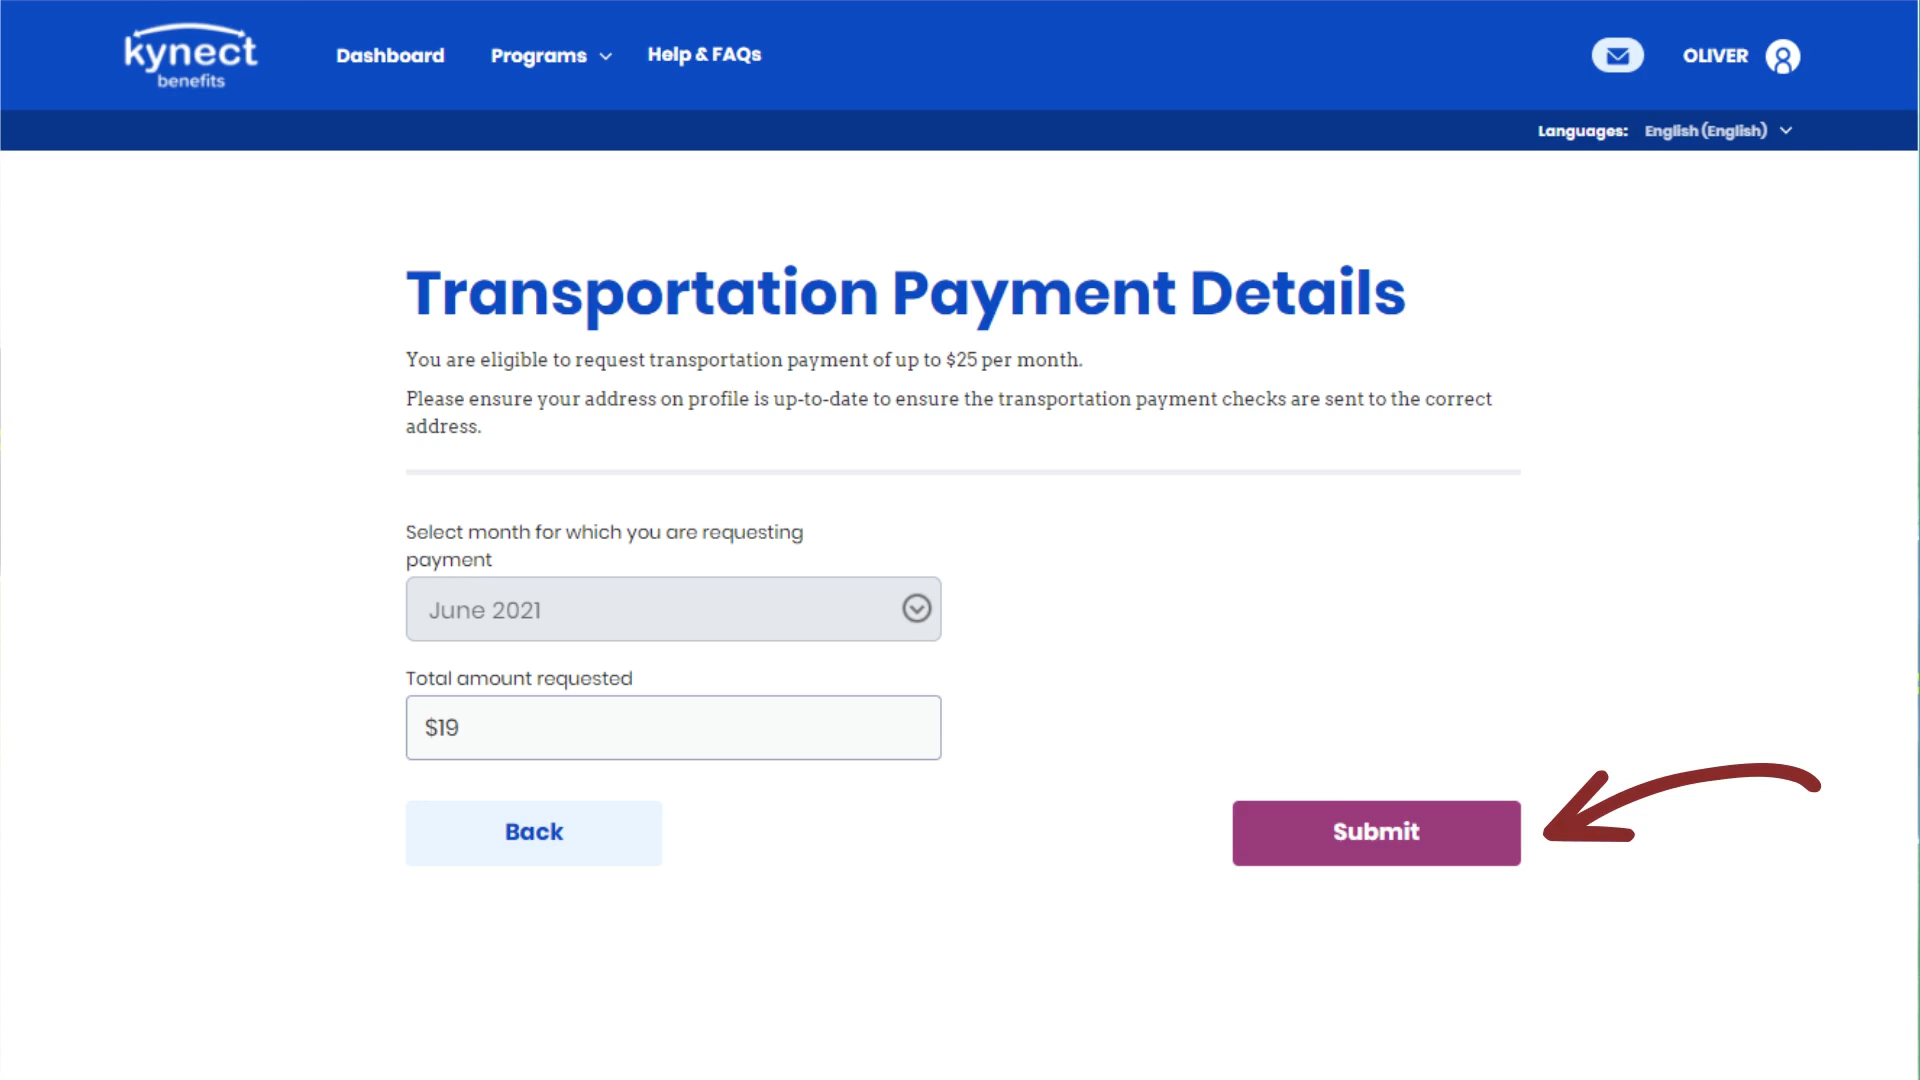 kynect
benefits
Dashboard
Programs
Help & FAQs
OLIVER
Languages: English (English)
Transportation Payment Details
You are eligible to request transportation payment of up to $25 per month.
Please ensure your address on profile is up-to-date to ensure the transportation payment checks are sent to the correct
address.
Select month for which you are requesting
payment
June 2021
Total amount requested
$19
Back
Submit